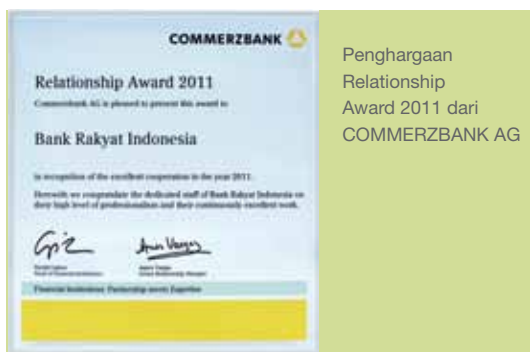 COMMERZBANK
Relationship Award 2011
Commerzbank AG is pleased to present this award to
Bank Rakyat Indonesia
in recognition of the excellent cooperation in the year 2011.
Herewith we congratulate the dedicated staff of Bank Rakyat Indonesia on
their high level of professionalism and their continuously excellent work.
Financial Institutions: Partnership meets Expertise
Penghargaan
Relationship
Award 2011 dari
COMMERZBANK AG